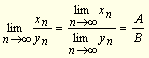 lim_{n→∞} x_n / y_n = lim_{n→∞} x_n / lim_{n→∞} y_n = A / B